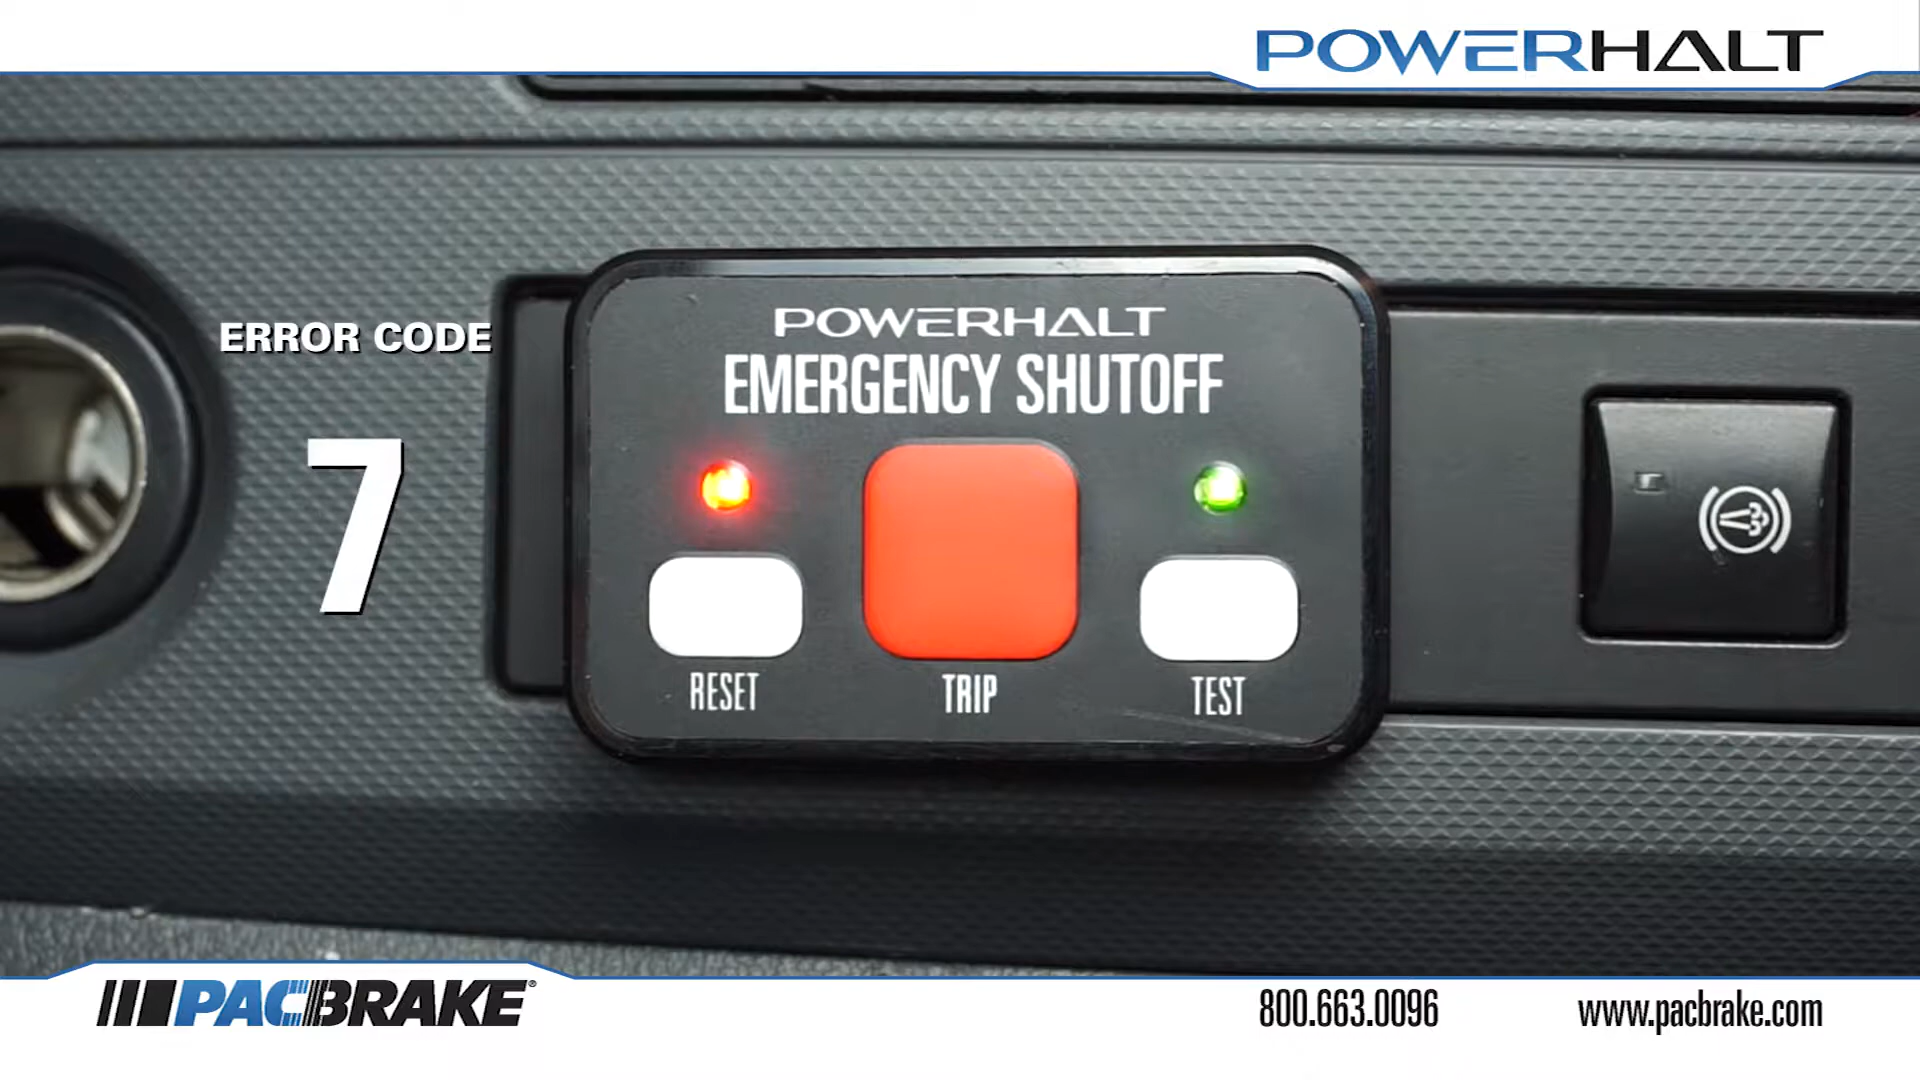 POWERHALT
ERROR CODE
7
POWERHALT
EMERGENCY SHUTOFF
RESET
TRIP
TEST
PACBRAKE®
800.663.0096
www.pacbrake.com